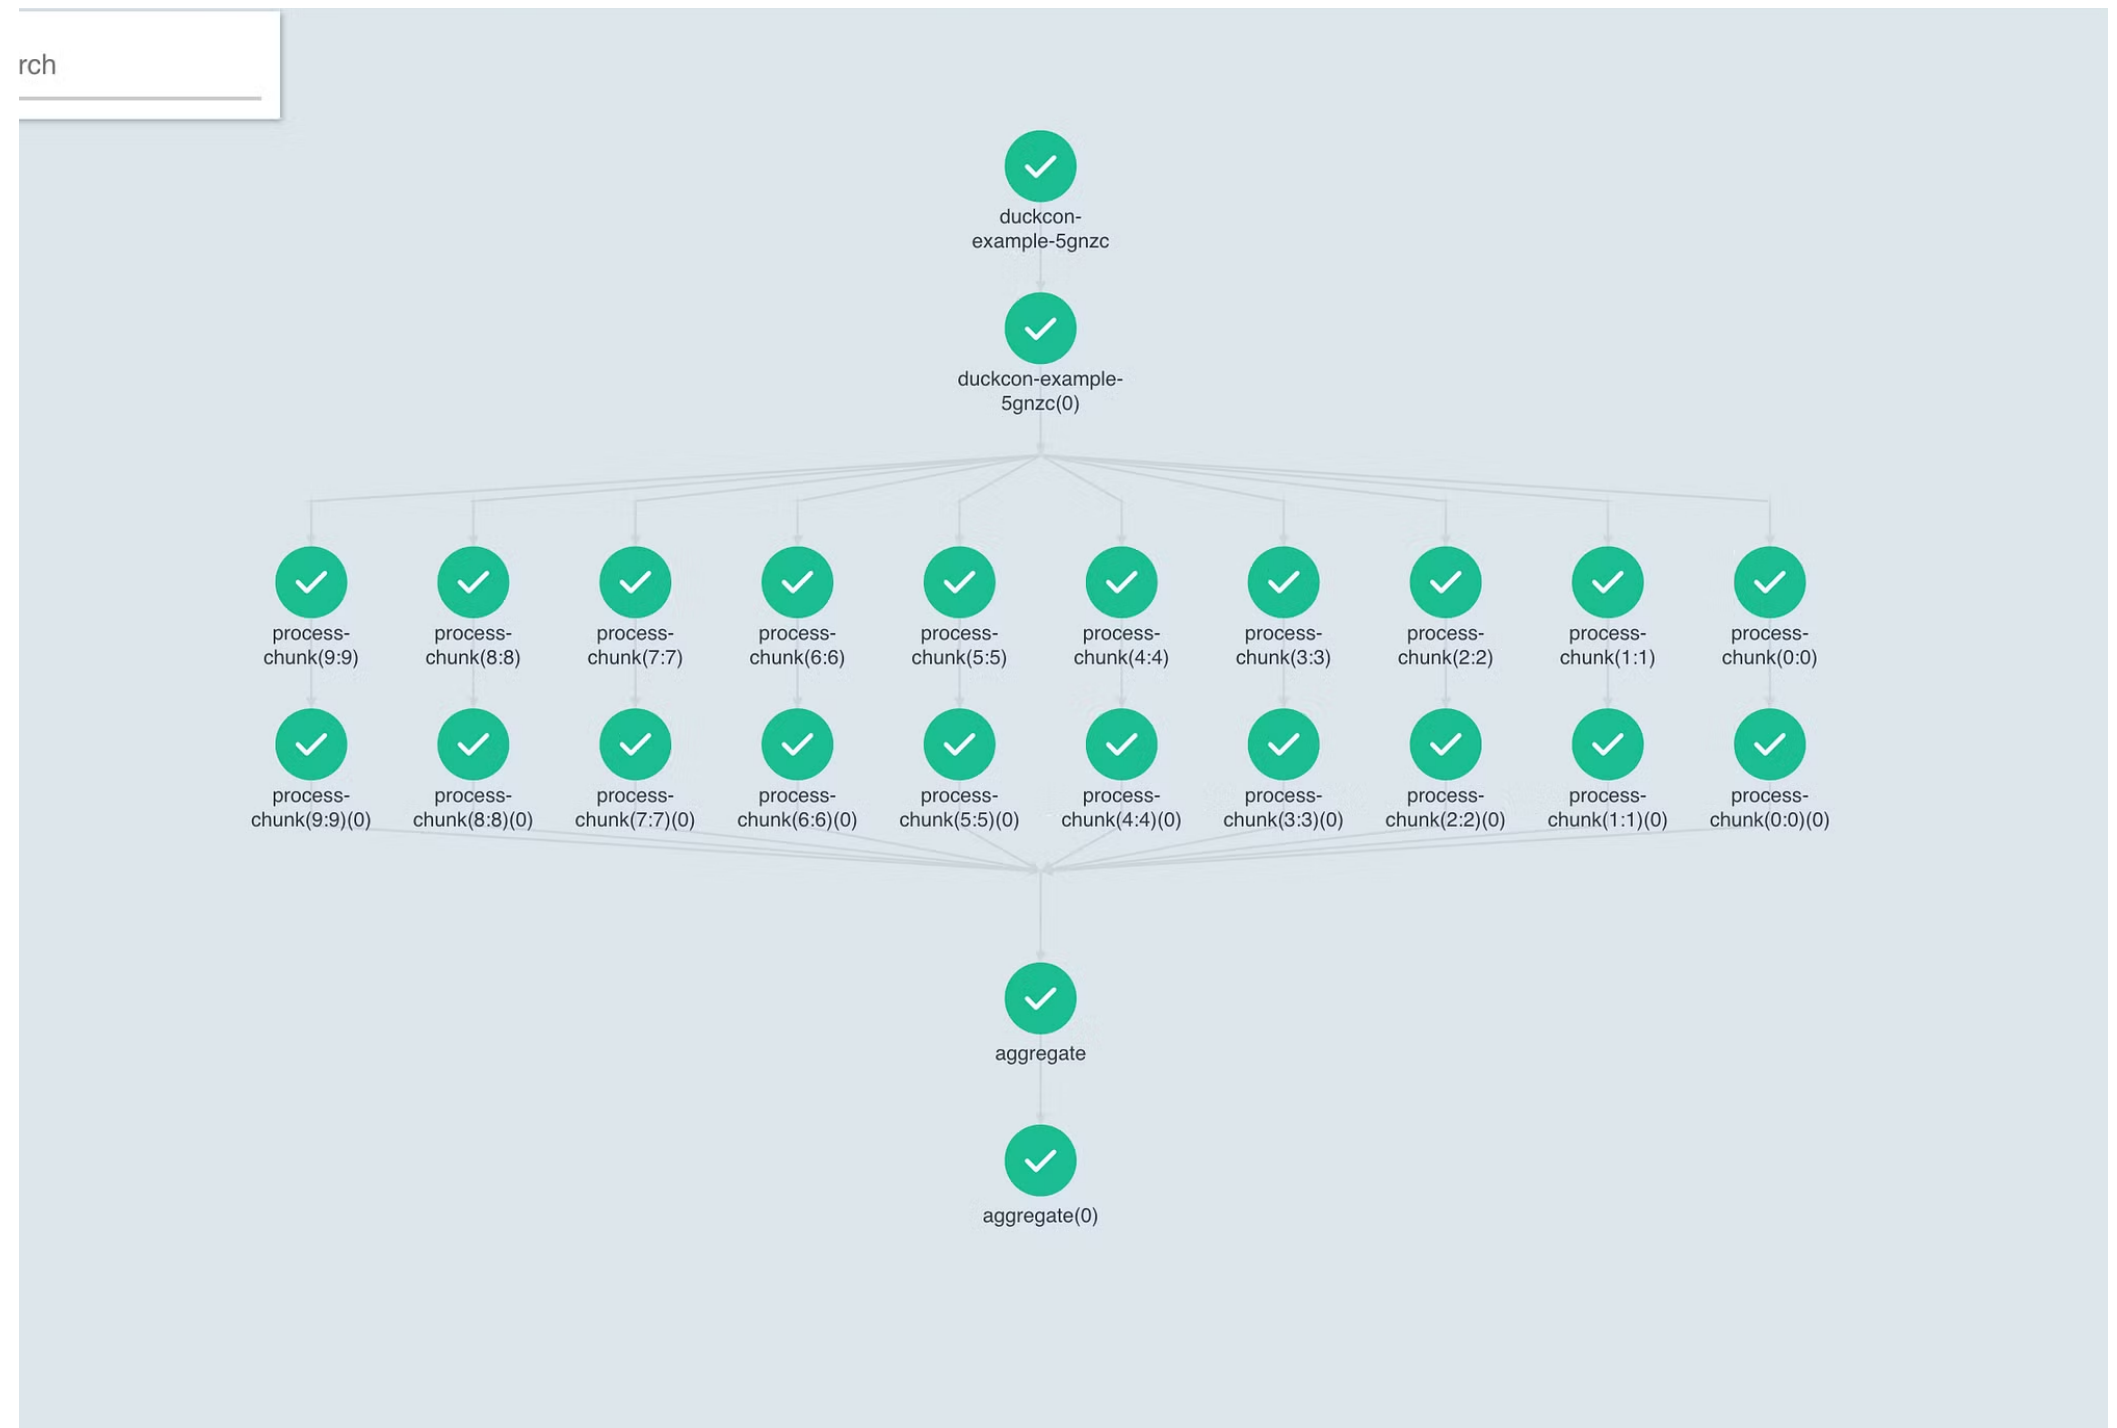 rch
duckcon-
example-5gnzc
duckcon-example-
5gnzc(0)
process-
chunk(9:9)
process-
chunk(8:8)
process-
chunk(7:7)
process-
chunk(6:6)
process-
chunk(5:5)
process-
chunk(4:4)
process-
chunk(3:3)
process-
chunk(2:2)
process-
chunk(1:1)
process-
chunk(0:0)
process-
chunk(9:9)(0)
process-
chunk(8:8)(0)
process-
chunk(7:7)(0)
process-
chunk(6:6)(0)
process-
chunk(5:5)(0)
process-
chunk(4:4)(0)
process-
chunk(3:3)(0)
process-
chunk(2:2)(0)
process-
chunk(1:1)(0)
process-
chunk(0:0)(0)
aggregate
aggregate(0)